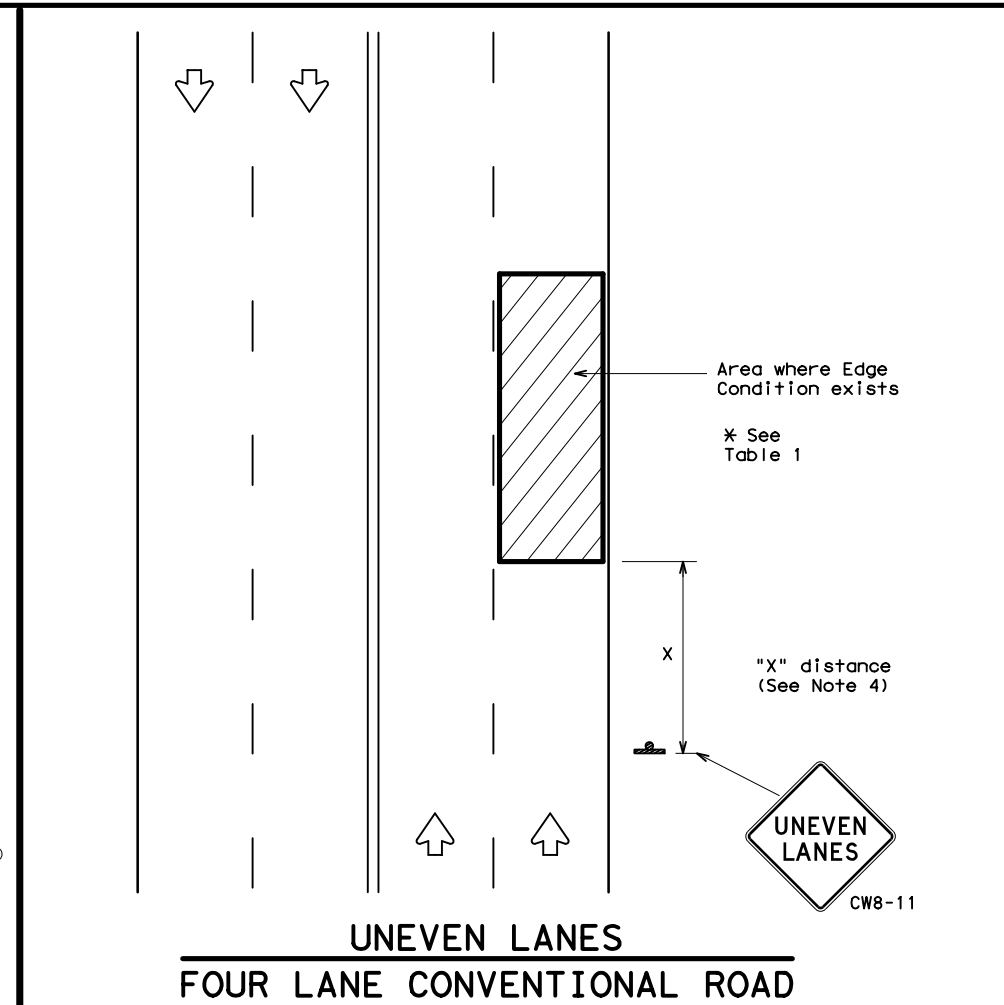 Area where Edge
Condition exists
* See
Table 1
X
"X" distance
(See Note 4)
UNEVEN
LANES
CW8-11
UNEVEN LANES
FOUR LANE CONVENTIONAL ROAD